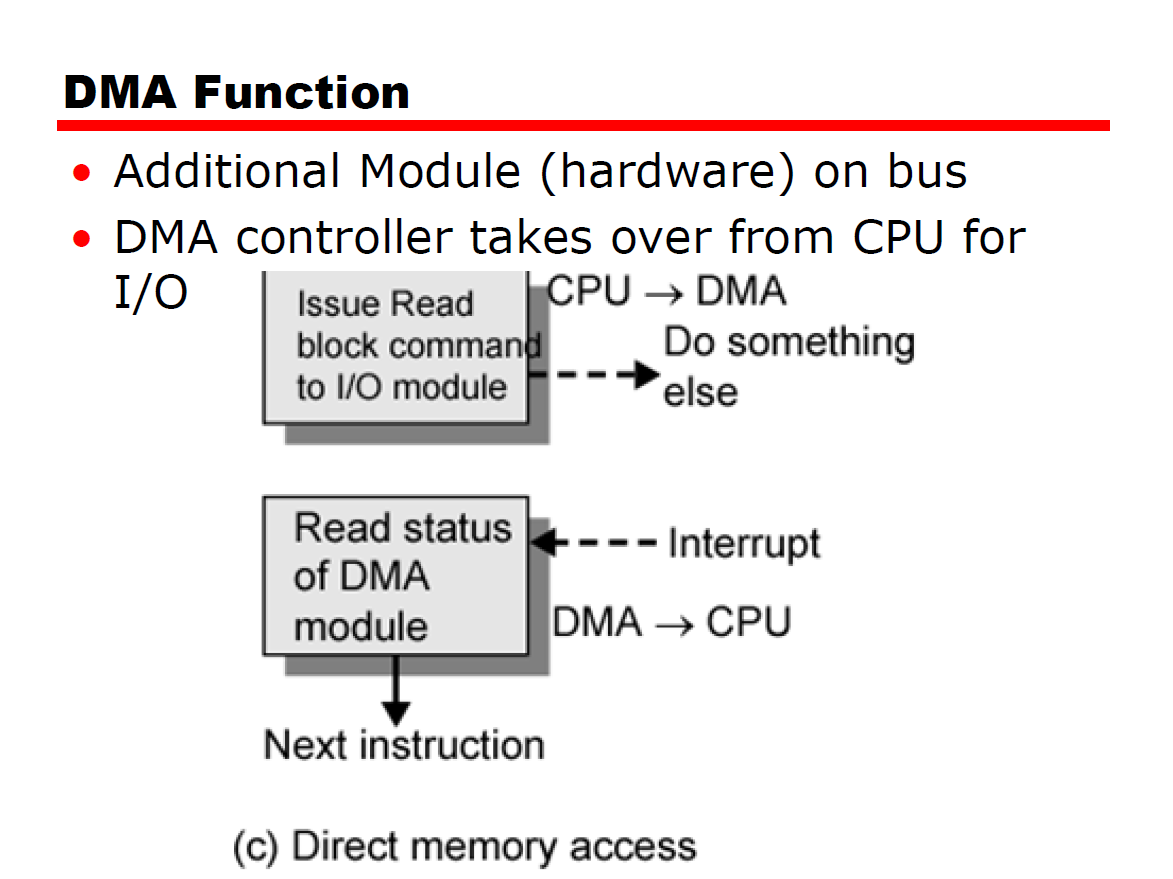 DMA Function
• Additional Module (hardware) on bus
• DMA controller takes over from CPU for
I/O
Issue Read
block command
to I/O module
CPU → DMA
Do something
else
Read status
of DMA
module
Interrupt
DMA → CPU
Next instruction
(c) Direct memory access